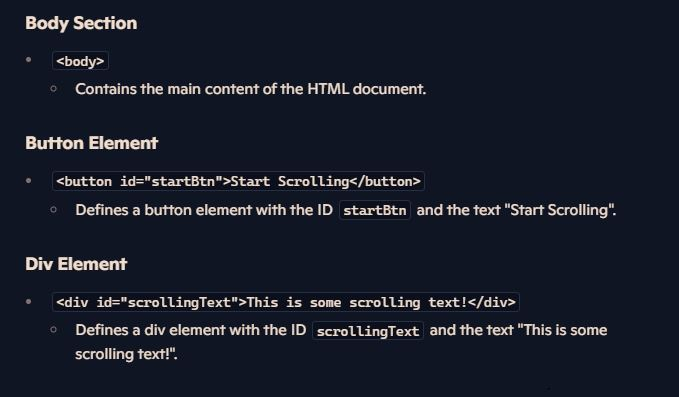 Body Section
<body>
Contains the main content of the HTML document.
Button Element
<button id="startBtn">Start Scrolling</button>
Defines a button element with the ID startBtn and the text "Start Scrolling".
Div Element
<div id="scrollingText">This is some scrolling text!</div>
Defines a div element with the ID scrollingText and the text "This is some
scrolling text!".